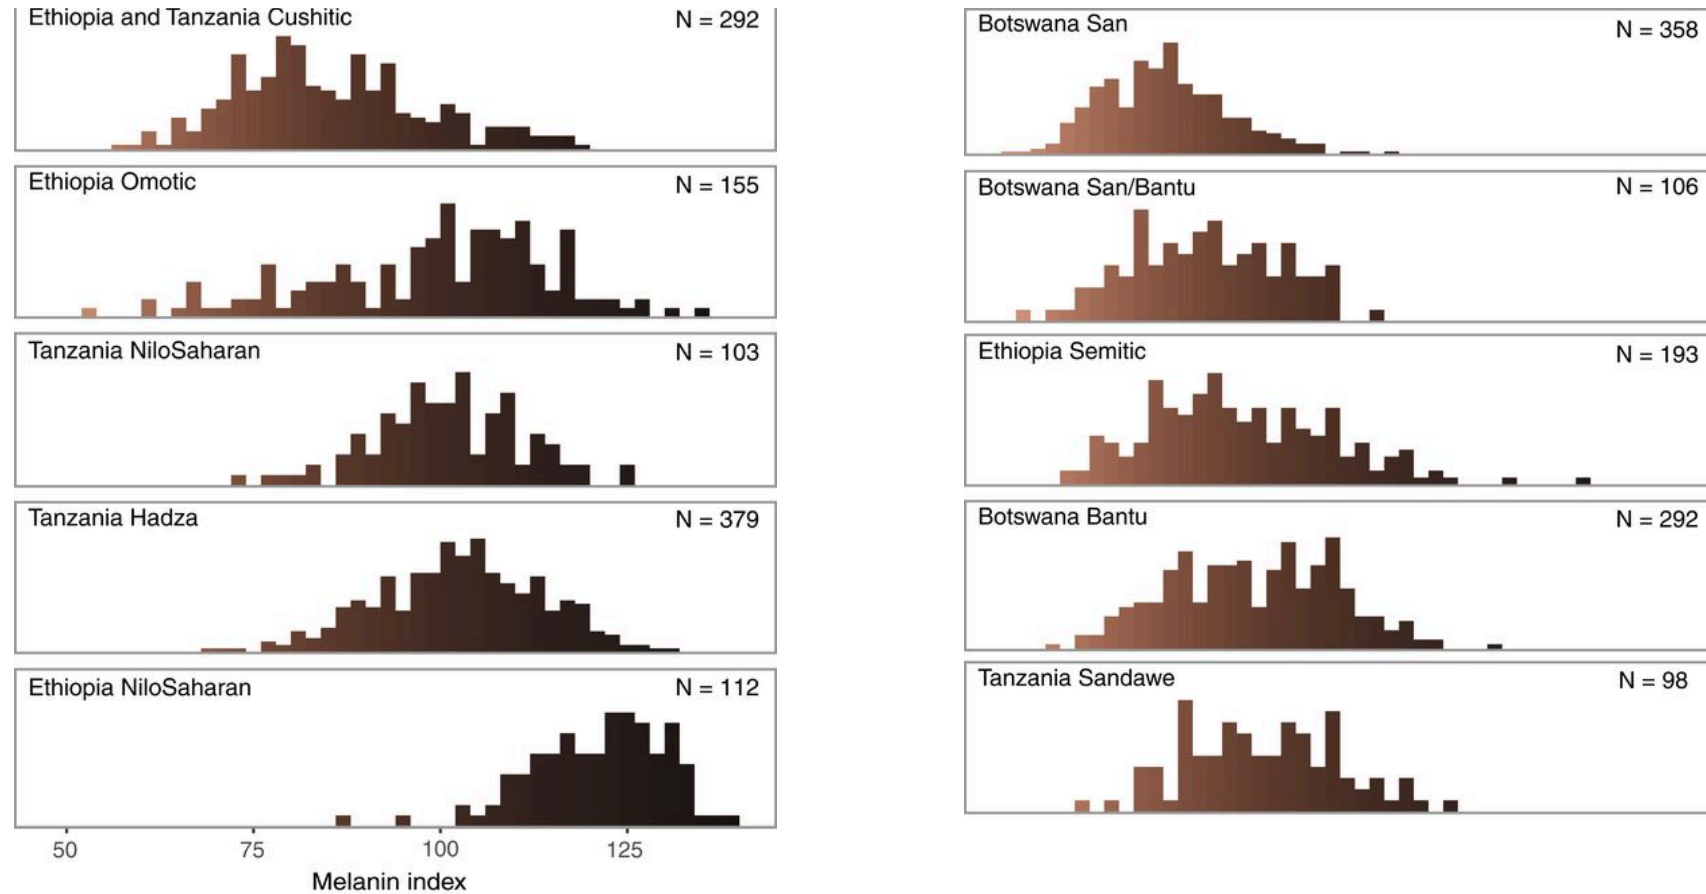 Ethiopia and Tanzania Cushitic
N = 292
Ethiopia Omotic
N = 155
Tanzania NiloSaharan
N = 103
Tanzania Hadza
N = 379
Ethiopia NiloSaharan
N = 112
50 75 100 125
Melanin index
Botswana San
N = 358
Botswana San/Bantu
N = 106
Ethiopia Semitic
N = 193
Botswana Bantu
N = 292
Tanzania Sandawe
N = 98